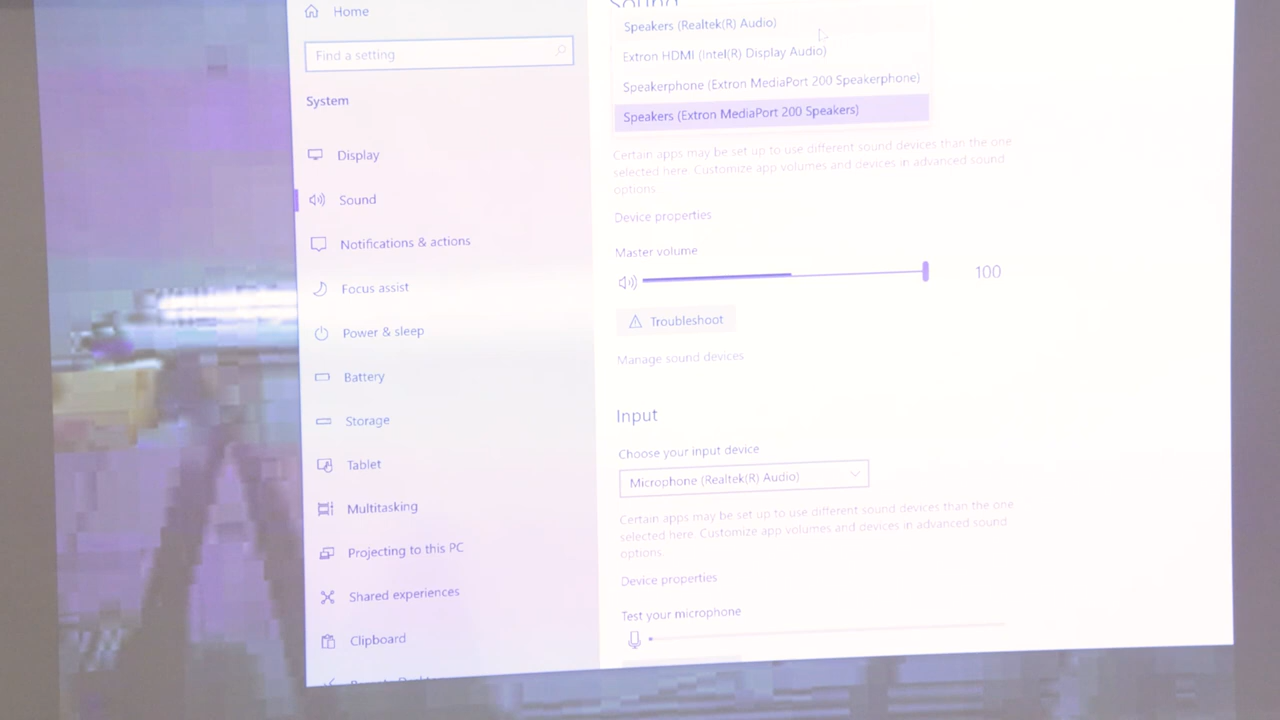 Home
Find a setting
System
Display
Sound
Notifications & actions
Focus assist
Power & sleep
Battery
Storage
Tablet
Multitasking
Projecting to this PC
Shared experiences
Clipboard
Sound
Speakers (Realtek(R) Audio)
Extron HDMI (Intel(R) Display Audio)
Speakerphone (Extron MediaPort 200 Speakerphone)
Speakers (Extron MediaPort 200 Speakers)
Certain apps may be set up to use different sound devices than the one
selected here. Customize app volumes and devices in advanced sound
options.
Device properties
Master volume
100
Troubleshoot
Manage sound devices
Input
Choose your input device
Microphone (Realtek(R) Audio)
Certain apps may be set up to use different sound devices than the one
selected here. Customize app volumes and devices in advanced sound
options.
Device properties
Test your microphone